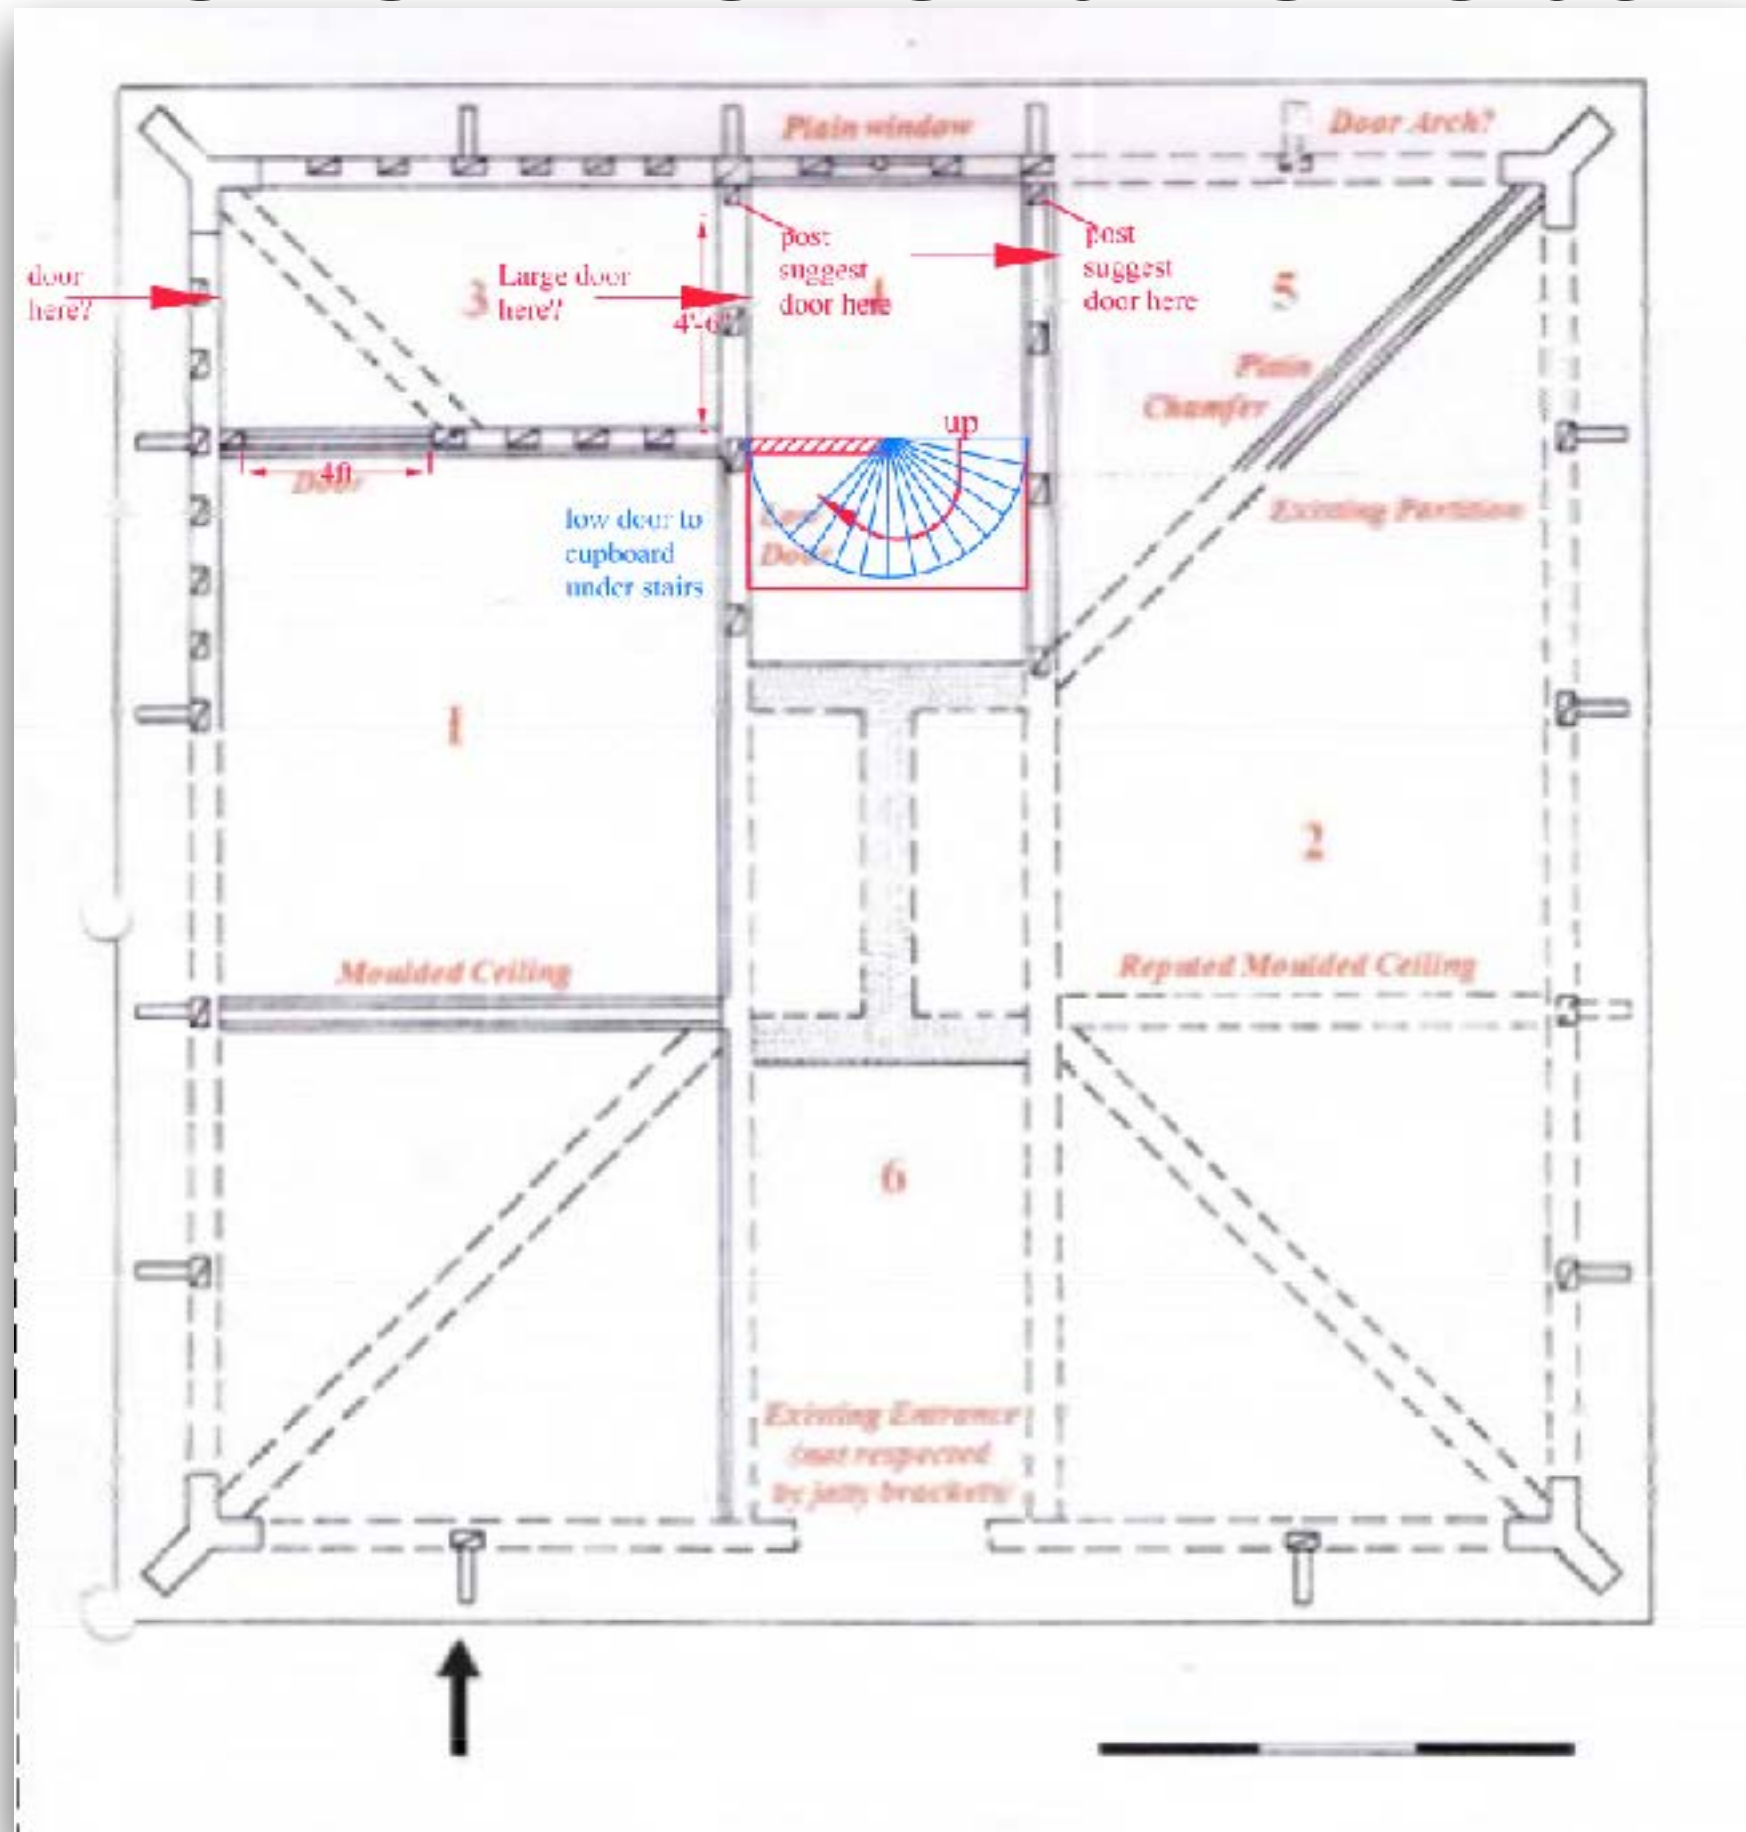 Plain window
Door Arch?
post
suggest
door here
post
suggest
door here
door
here?
3
Large door
here??
4'-6"
4
5
Plain
Chamfer
up
4ft
Door
low door to
cupboard
under stairs
Low
Door
Existing Partition
1
2
Moulded Ceiling
Reputed Moulded Ceiling
6
Existing Entrance
(not respected
by jetty brackets)